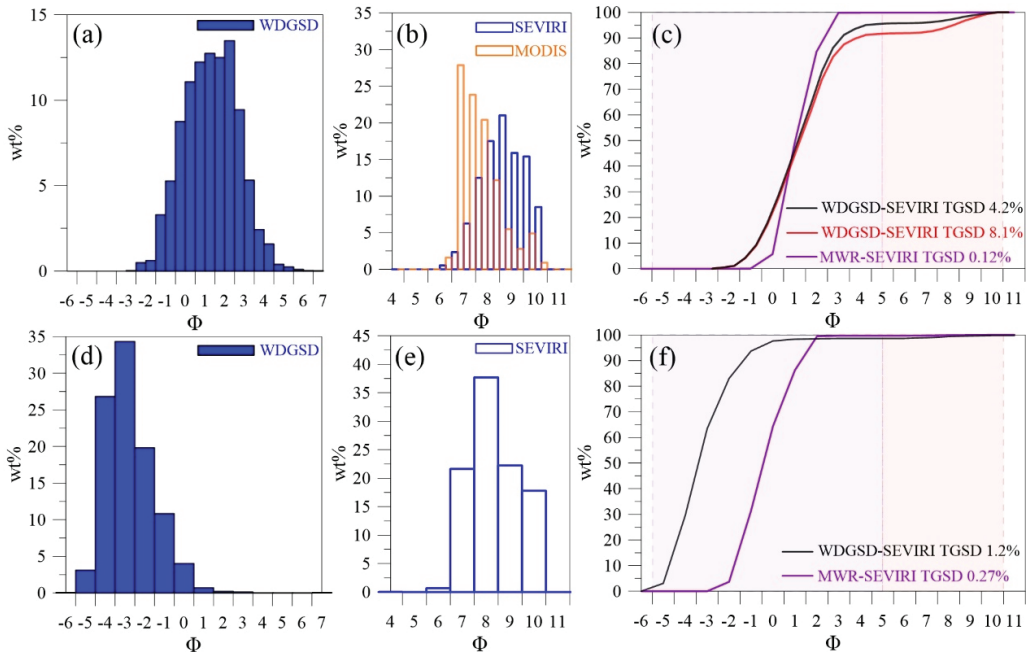 (a)
WDGSD
wt%
15
10
5
0
-6 -5 -4 -3 -2 -1 0 1 2 3 4 5 6 7
Φ
(b)
SEVIRI
MODIS
wt%
35
30
25
20
15
10
5
0
4 5 6 7 8 9 10 11
Φ
(c)
wt%
100
90
80
70
60
50
40
30
20
10
0
WDGSD-SEVIRI TGSD 4.2%
WDGSD-SEVIRI TGSD 8.1%
MWR-SEVIRI TGSD 0.12%
-6 -5 -4 -3 -2 -1 0 1 2 3 4 5 6 7 8 9 10 11
Φ
(d)
WDGSD
wt%
35
30
25
20
15
10
5
0
-6 -5 -4 -3 -2 -1 0 1 2 3 4 5 6 7
Φ
(e)
SEVIRI
wt%
45
40
35
30
25
20
15
10
5
0
4 5 6 7 8 9 10 11
Φ
(f)
wt%
100
90
80
70
60
50
40
30
20
10
0
WDGSD-SEVIRI TGSD 1.2%
MWR-SEVIRI TGSD 0.27%
-6 -5 -4 -3 -2 -1 0 1 2 3 4 5 6 7 8 9 10 11
Φ